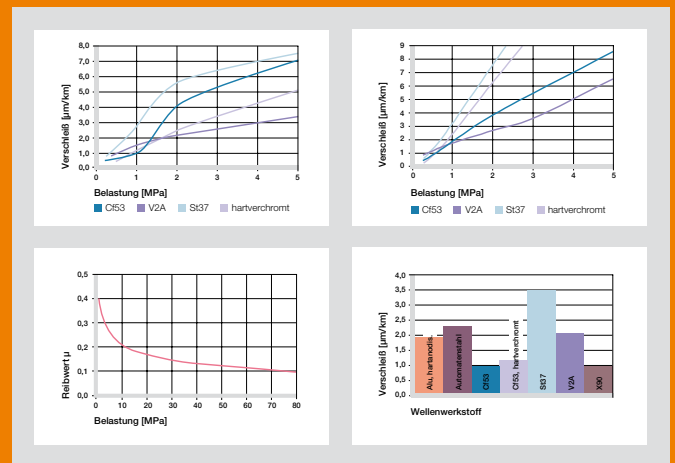 Verschleiß [µm/km]
8,0
7,0
6,0
5,0
4,0
3,0
2,0
1,0
0,0
0 1 2 3 4 5
Belastung [MPa]
Cf53 V2A St37 hartverchromt
Verschleiß [µm/km]
9
8
7
6
5
4
3
2
1
0
0 1 2 3 4 5
Belastung [MPa]
Cf53 V2A St37 hartverchromt
Reibwert µ
0,5
0,4
0,3
0,2
0,1
0,0
0 10 20 30 40 50 60 70 80
Belastung [MPa]
Verschleiß [µm/km]
4,0
3,5
3,0
2,5
2,0
1,5
1,0
0,5
0,0
Alu, hartanodis.
Automatenstahl
Cf53
Cf53, hartverchromt
St37
V2A
X90
Wellenwerkstoff